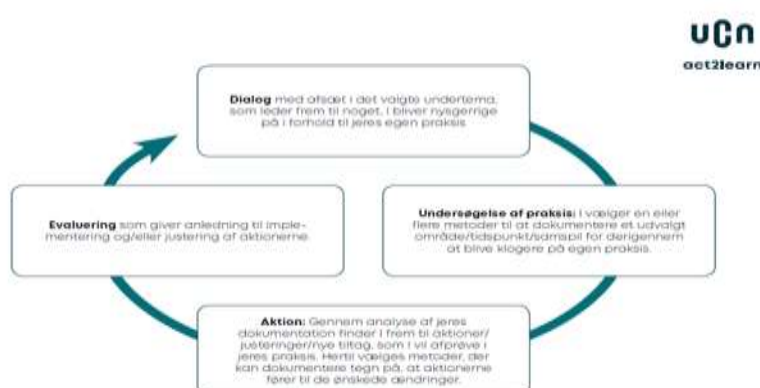 ucn
act2learn
Dialog med afsæt i det valgte undertema,
som leder frem til noget, I bliver nysgerrige
på i forhold til jeres egen praksis
Evaluering som giver anledning til imple-
mentering og/eller justering af aktionerne.
Undersøgelse af praksis: I vælger en eller
flere metoder til at dokumentere et udvalgt
område/tidspunkt/samspil for derigennem
at blive klogere på egen praksis.
Aktion: Gennem analyse af jeres
dokumentation finder I frem til aktioner/
justeringer/nye tiltag, som I vil afprøve i
jeres praksis. Hertil vælges metoder, der
kan dokumentere tegn på, at aktionerne
fører til de ønskede ændringer.